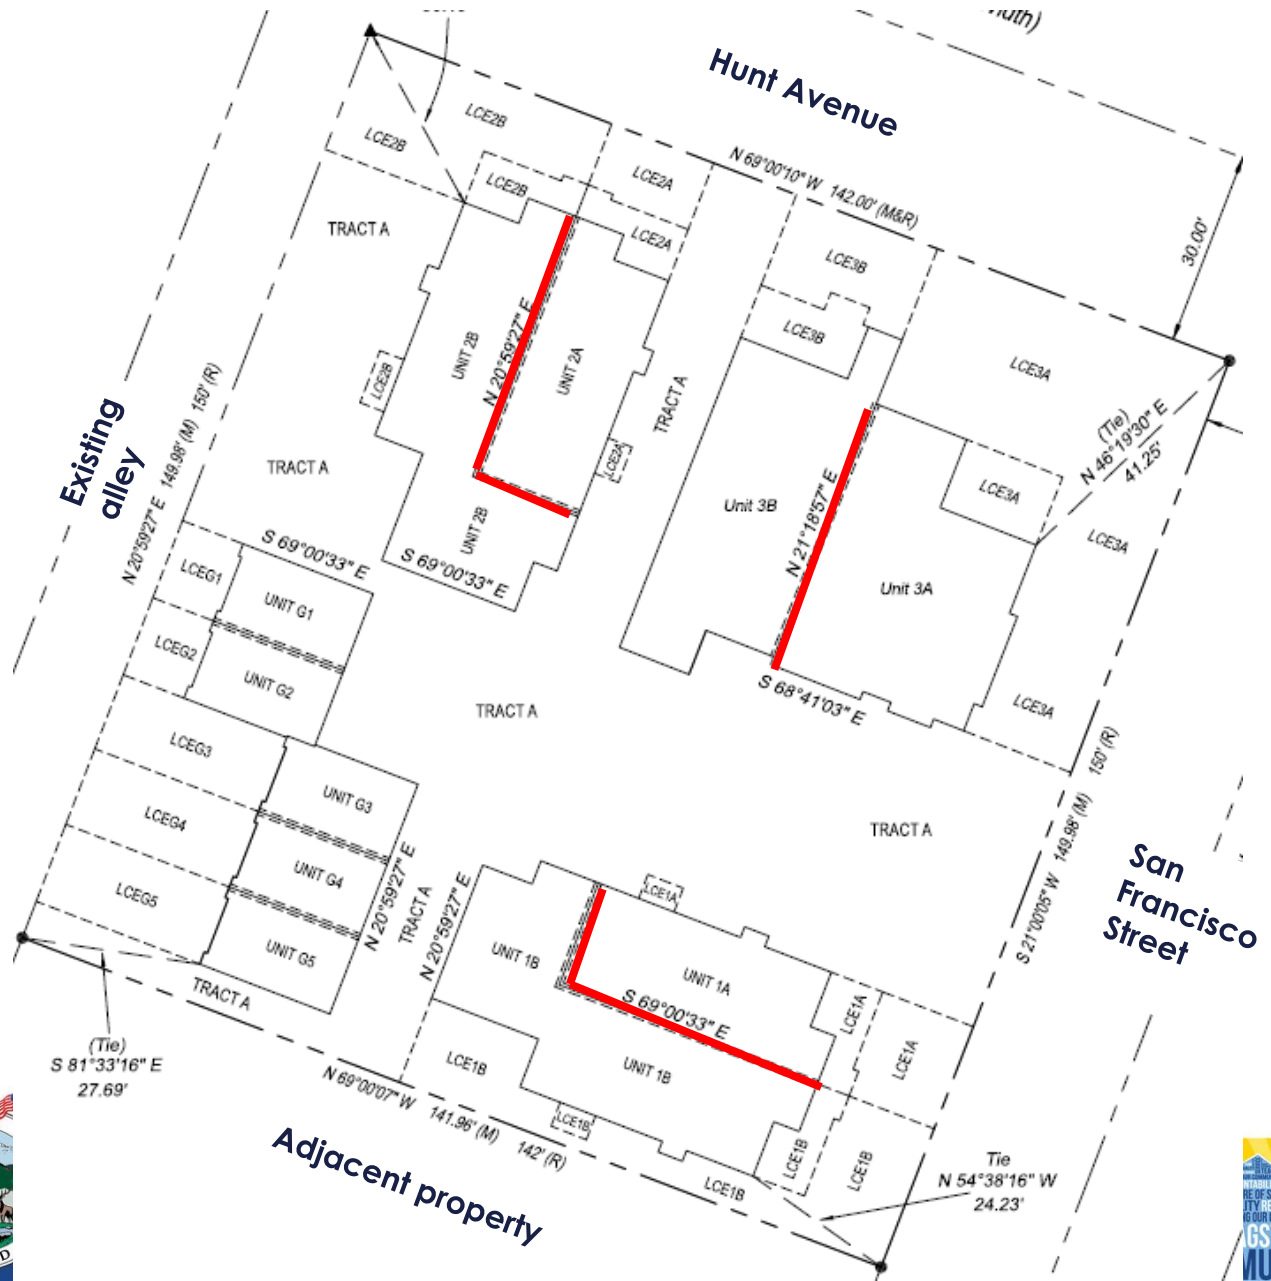 Hunt Avenue
LCE2B
LCE2B
LCE2B
LCE2A
N 69°00'10" W 142.00' (M&R)
TRACT A
LCE2A
30.00'
LCE3B
LCE3B
LCE3A
UNIT 2B
N 20°59'27" E
UNIT 2A
LCE2B
TRACT A
(Tie)
N 46°19'30" E
41.25'
Existing
alley
N 20°59'27" E 149.98' (M) 150' (R)
TRACT A
LCE2A
LCE3A
Unit 3B
N 21°18'57" E
UNIT 2B
LCE3A
S 69°00'33" E
S 69°00'33" E
LCEG1
UNIT G1
Unit 3A
LCEG2
UNIT G2
S 68°41'03" E
LCE3A
TRACT A
LCEG3
UNIT G3
LCEG4
TRACT A
S 21°00'05" W 149.98' (M) 150' (R)
UNIT G4
LCEG5
N 20°59'27" E
TRACT A
N 20°59'27" E
LCE1A
San
Francisco
Street
UNIT G5
UNIT 1B
UNIT 1A
TRACT A
S 69°00'33" E
LCE1A
LCE1A
(Tie)
S 81°33'16" E
27.69'
LCE1B
UNIT 1B
N 69°00'07" W 141.96' (M) 142' (R)
LCE1B
LCE1B
LCE1B
LCE1B
Tie
N 54°38'16" W
24.23'
Adjacent property